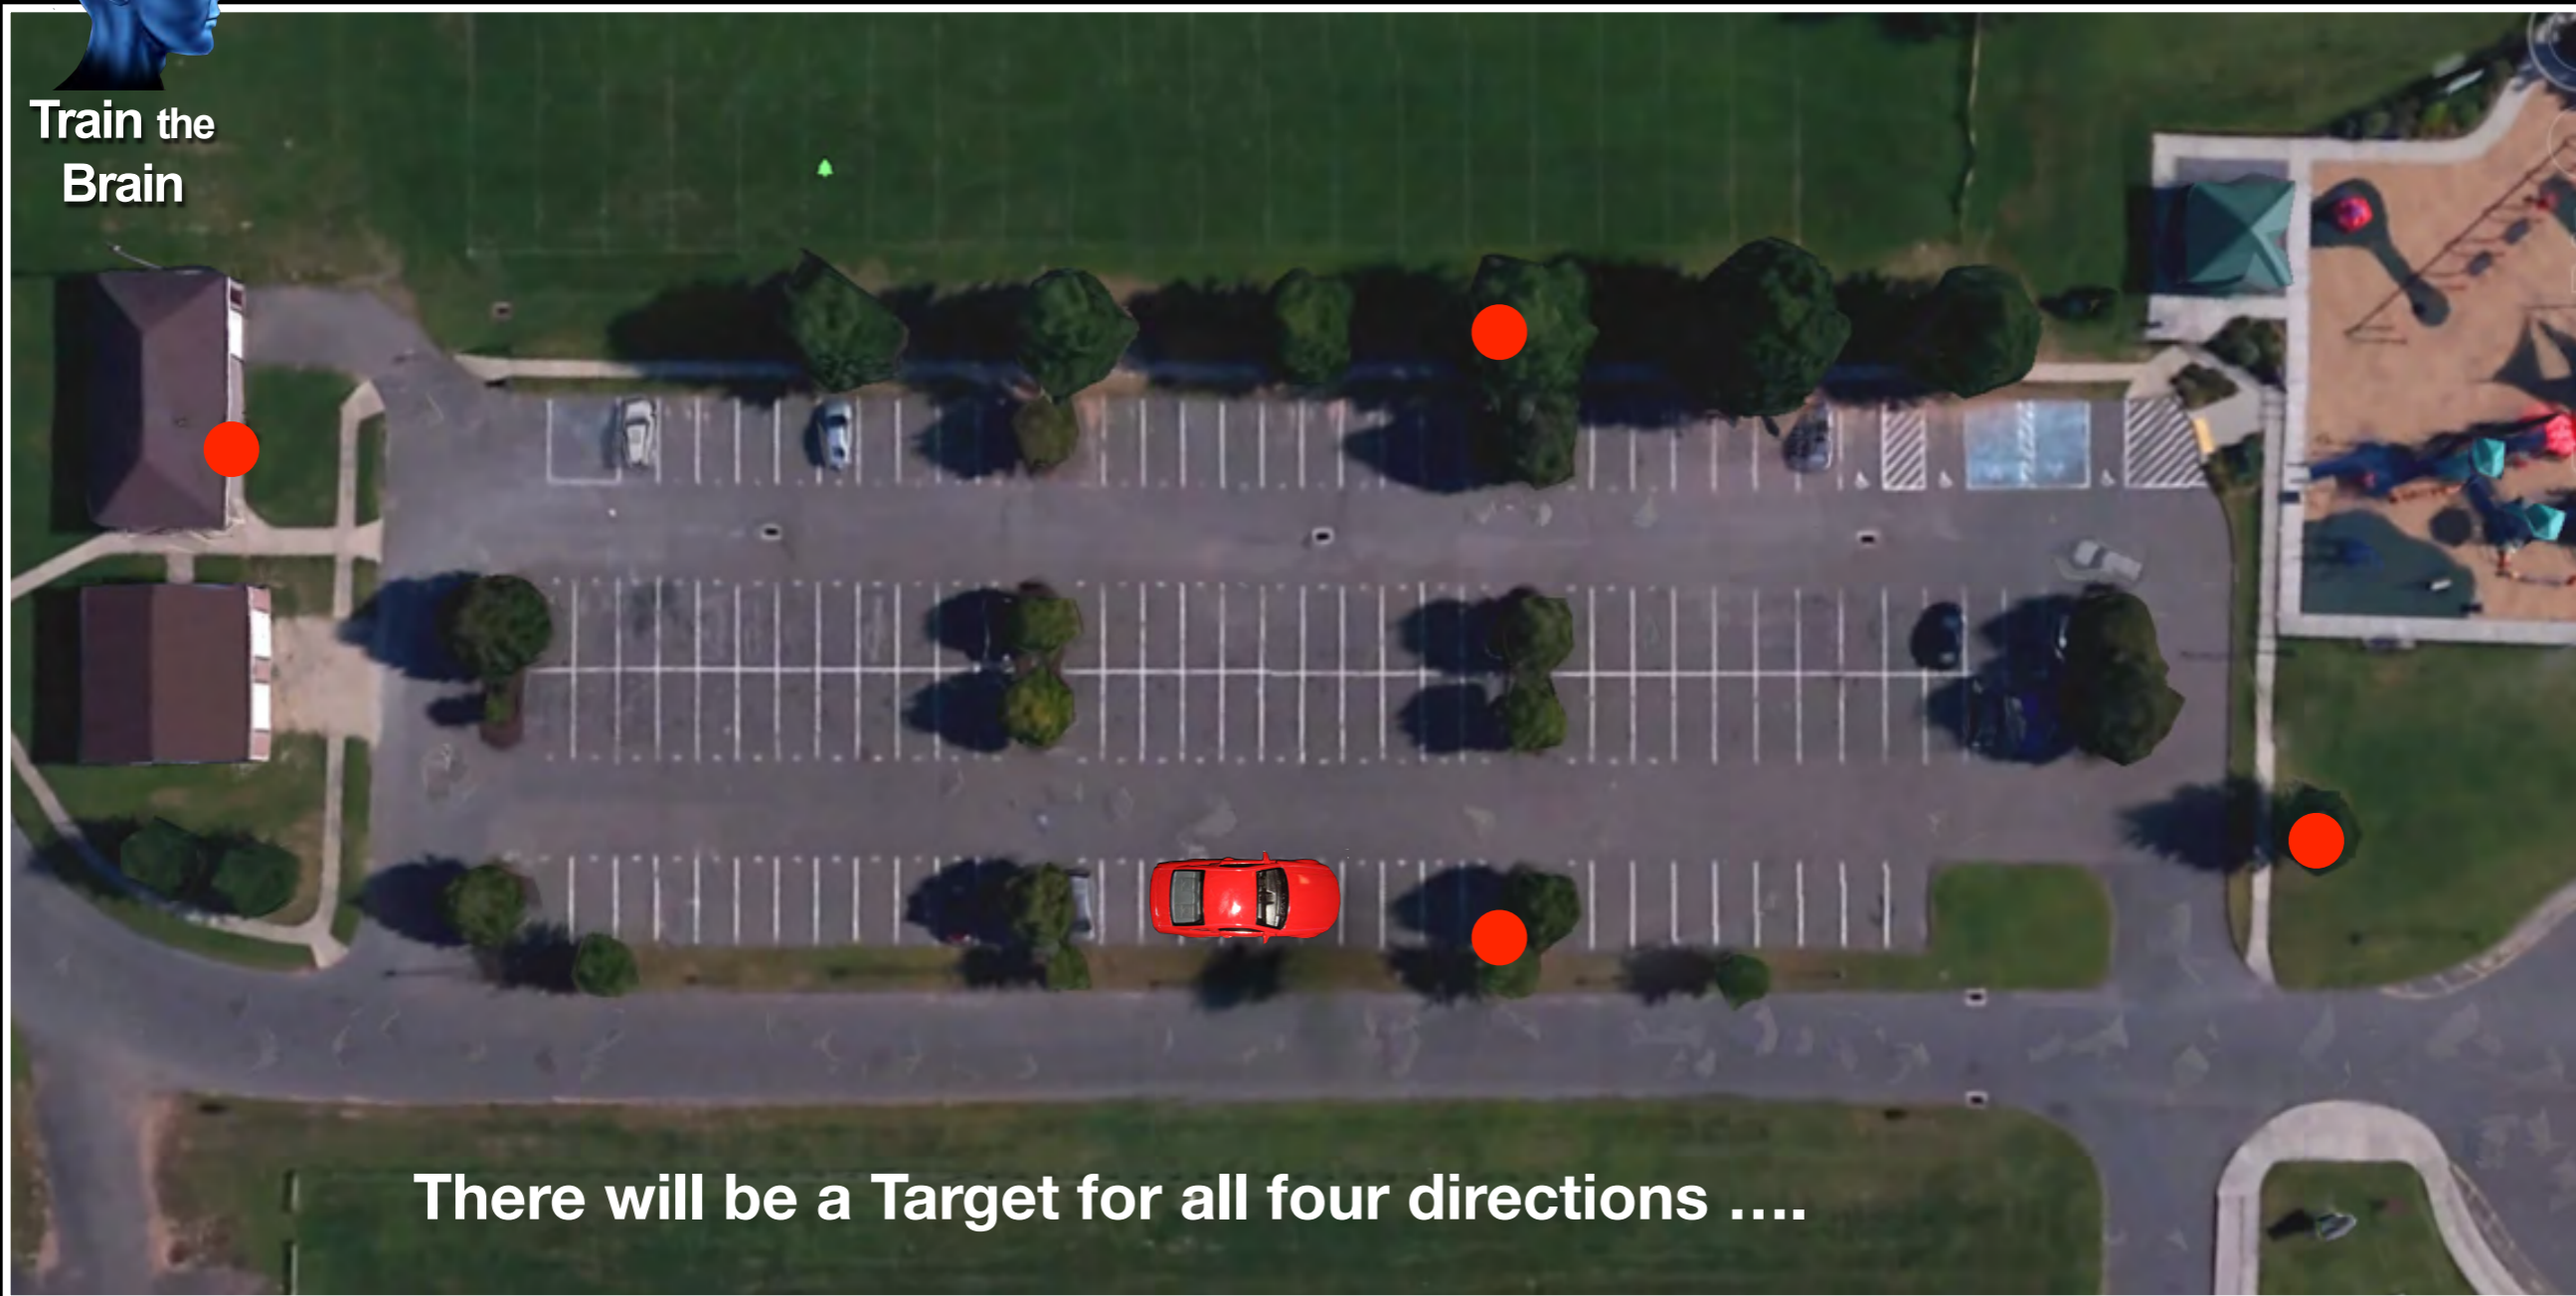 Train the
Brain
There will be a Target for all four directions ....